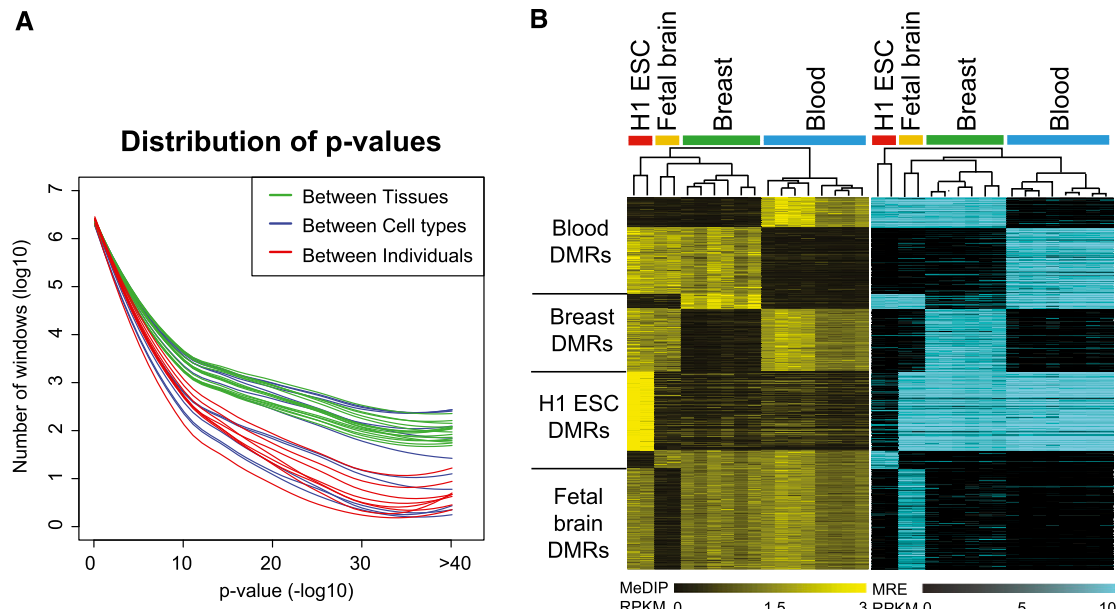 A
B
Distribution of p-values
Between Tissues
Between Cell types
Between Individuals
Number of windows (log10)
7
6
5
4
3
2
1
0
0 10 20 30 >40
p-value (-log10)
H1 ESC
Fetal brain
Breast
Blood
H1 ESC
Fetal brain
Breast
Blood
Blood
DMRs
Breast
DMRs
H1 ESC
DMRs
Fetal
brain
DMRs
MeDIP
RPKM 0 1.5 3
MRE
RPKM 0 5 10